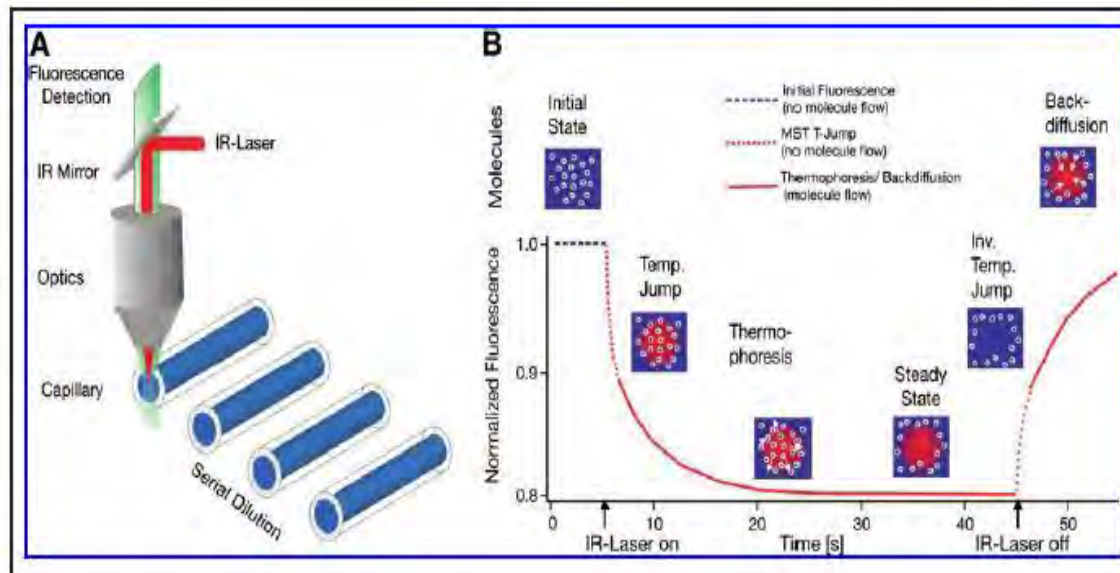 A
Fluorescence
Detection
IR-Laser
IR Mirror
Optics
Capillary
Serial Dilution
B
Molecules
Initial
State
Initial Fluorescence
(no molecule flow)
MST T-Jump
(no molecule flow)
Thermophoresis/ Backdiffusion
(molecule flow)
Back-
diffusion
Normalized Fluorescence
1.0
0.9
0.8
Temp.
Jump
Thermo-
phoresis
Steady
State
Inv.
Temp.
Jump
0
10
20
30
40
50
IR-Laser on
Time [s]
IR-Laser off